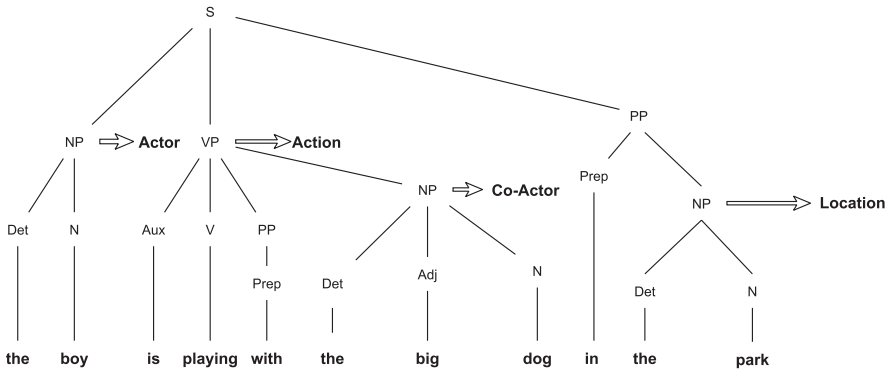 S
PP
NP Actor VP Action
Prep
NP Co-Actor
NP Location
Det N Aux V PP
N
Adj
Prep Det
Det N
the boy is playing with the big dog in the park